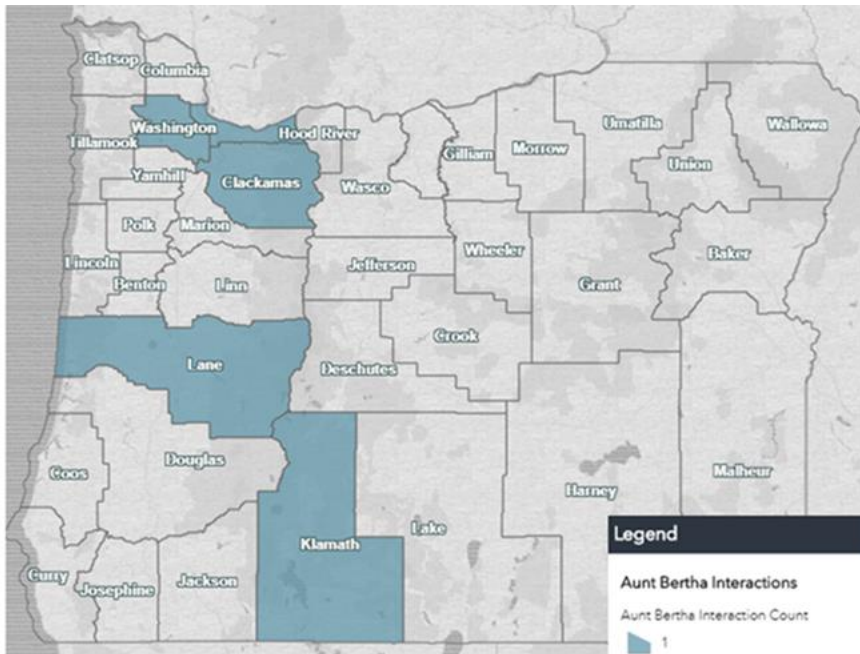 Clatsop
Columbia
Washington
Hood River
Tillamook
Gilliam
Morrow
Umatilla
Wallowa
Union
Yamhill
Clackamas
Wasco
Polk
Marion
Wheeler
Baker
Lincoln
Jefferson
Benton
Linn
Grant
Crook
Lane
Deschutes
Douglas
Coos
Malheur
Harney
Lake
Klamath
Curry
Josephine
Jackson
Legend
Aunt Bertha Interactions
Aunt Bertha Interaction Count
1